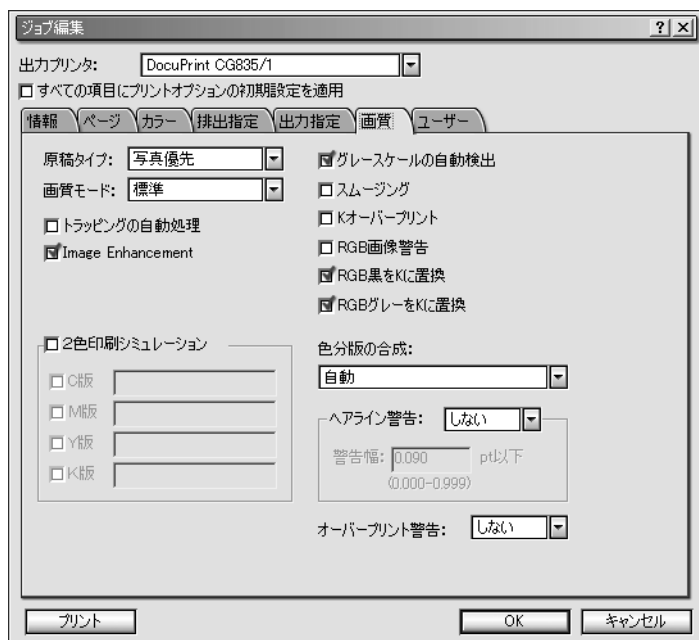 ジョブ編集
出力プリンタ: DocuPrint CG835/1
すべての項目にプリントオプションの初期設定を適用
情報 ページ カラー 排出指定 出力指定 画質 ユーザー
原稿タイプ: 写真優先
画質モード: 標準
トラッピングの自動処理
Image Enhancement
グレースケールの自動検出
スムージング
Kオーバープリント
RGB画像警告
RGB黒をKに置換
RGBグレーをKに置換
2色印刷シミュレーション
C版
M版
Y版
K版
色分版の合成:
自動
ヘアライン警告: しない
警告幅: 0.090 pt以下
(0.000-0.999)
オーバープリント警告: しない
プリント OK キャンセル